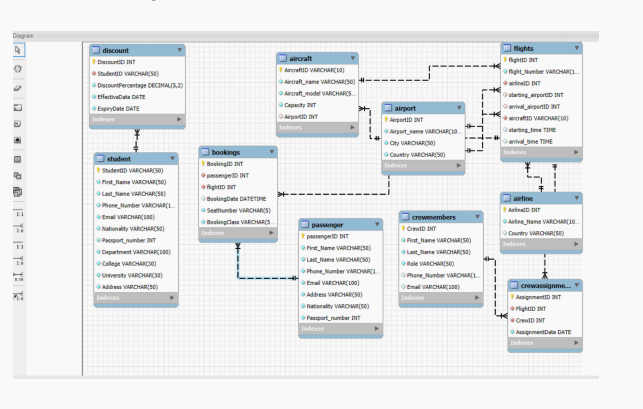 Diagram
discount
DiscountID INT
StudentID VARCHAR(50)
DiscountPercentage DECIMAL(5,2)
EffectiveDate DATE
ExpiryDate DATE
Indexes
student
StudentID VARCHAR(50)
First_Name VARCHAR(50)
Last_Name VARCHAR(50)
Phone_Number VARCHAR(1...
Email VARCHAR(100)
Nationality VARCHAR(50)
Passport_number INT
Department VARCHAR(100)
College VARCHAR(30)
University VARCHAR(30)
Address VARCHAR(50)
Indexes
aircraft
AircraftID VARCHAR(10)
Aircraft_name VARCHAR(50)
Aircraft_model VARCHAR(5...
Capacity INT
AirportID INT
Indexes
bookings
BookingID INT
passengerID INT
flightID INT
BookingDate DATETIME
SeatNumber VARCHAR(5)
BookingClass VARCHAR(5...
Indexes
airport
AirportID INT
Airport_name VARCHAR(10...
City VARCHAR(50)
Country VARCHAR(50)
Indexes
passenger
passengerID INT
First_Name VARCHAR(50)
Last_Name VARCHAR(50)
Phone_Number VARCHAR(1...
Email VARCHAR(100)
Address VARCHAR(50)
Nationality VARCHAR(50)
Passport_number INT
Indexes
crewmembers
CrewID INT
First_Name VARCHAR(50)
Last_Name VARCHAR(50)
Role VARCHAR(50)
Phone_Number VARCHAR(1...
Email VARCHAR(100)
Indexes
flights
flightID INT
flight_Number VARCHAR(1...
airlineID INT
starting_airportID INT
arrival_airportID INT
aircraftID VARCHAR(10)
starting_time TIME
arrival_time TIME
Indexes
airline
AirlineID INT
Airline_Name VARCHAR(10...
Country VARCHAR(50)
Indexes
crewassignme...
AssignmentID INT
FlightID INT
CrewID INT
AssignmentDate DATE
Indexes
1:1
1:n
1:1
1:n
n:m